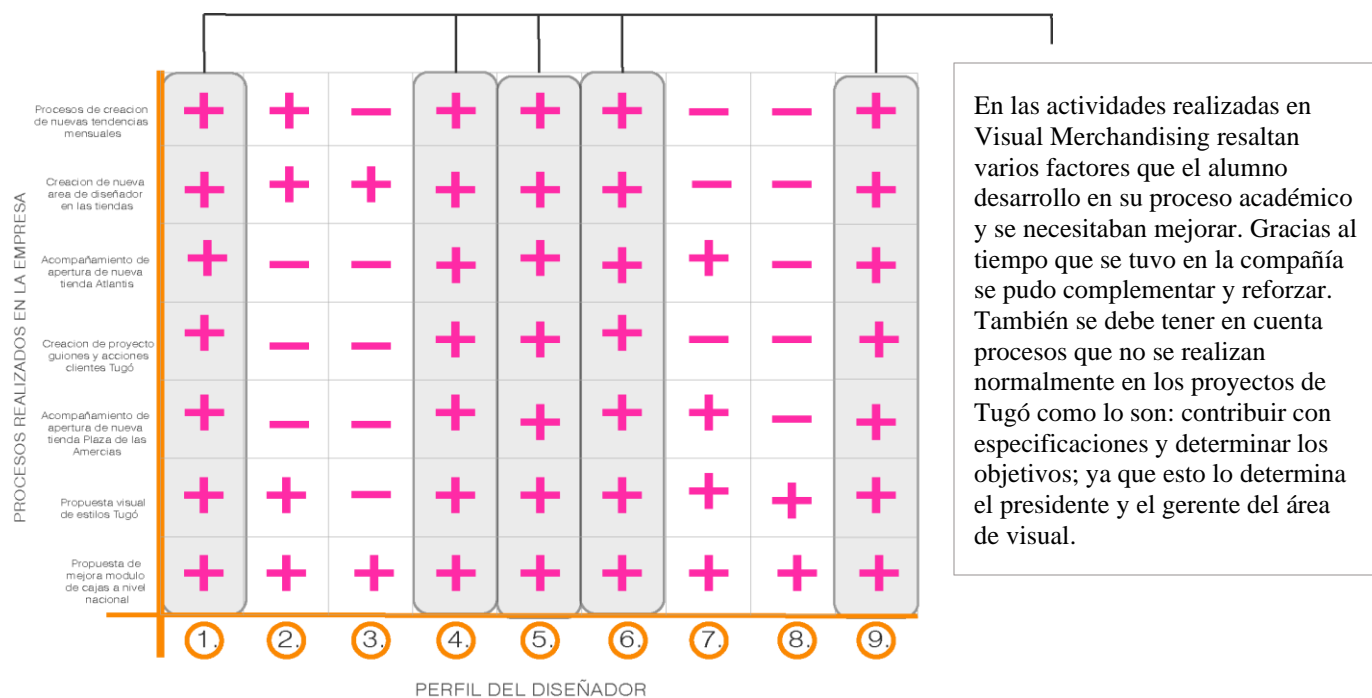 PROCESOS REALIZADOS EN LA EMPRESA
Procesos de creacion
de nuevas tendencias
mensuales
Creacion de nueva
area de diseñador
en las tiendas
Acompañamiento de
apertura de nueva
tienda Atlantis
Creacion de proyecto
guiones y acciones
clientes Tugó
Acompañamiento de
apertura de nueva
tienda Plaza de las
Amercias
Propuesta visual
de estilos Tugó
Propuesta de
mejora modulo
de cajas a nivel
nacional
+ + − + + + − − +
+ + + + + + − − +
+ − − + + + + − +
+ − − + + + − − +
+ − − + + + + − +
+ + − + + + + + +
+ + + + + + + + +
1. 2. 3. 4. 5. 6. 7. 8. 9.
PERFIL DEL DISEÑADOR
En las actividades realizadas en
Visual Merchandising resaltan
varios factores que el alumno
desarrollo en su proceso académico
y se necesitaban mejorar. Gracias al
tiempo que se tuvo en la compañía
se pudo complementar y reforzar.
También se debe tener en cuenta
procesos que no se realizan
normalmente en los proyectos de
Tugó como lo son: contribuir con
especificaciones y determinar los
objetivos; ya que esto lo determina
el presidente y el gerente del área
de visual.